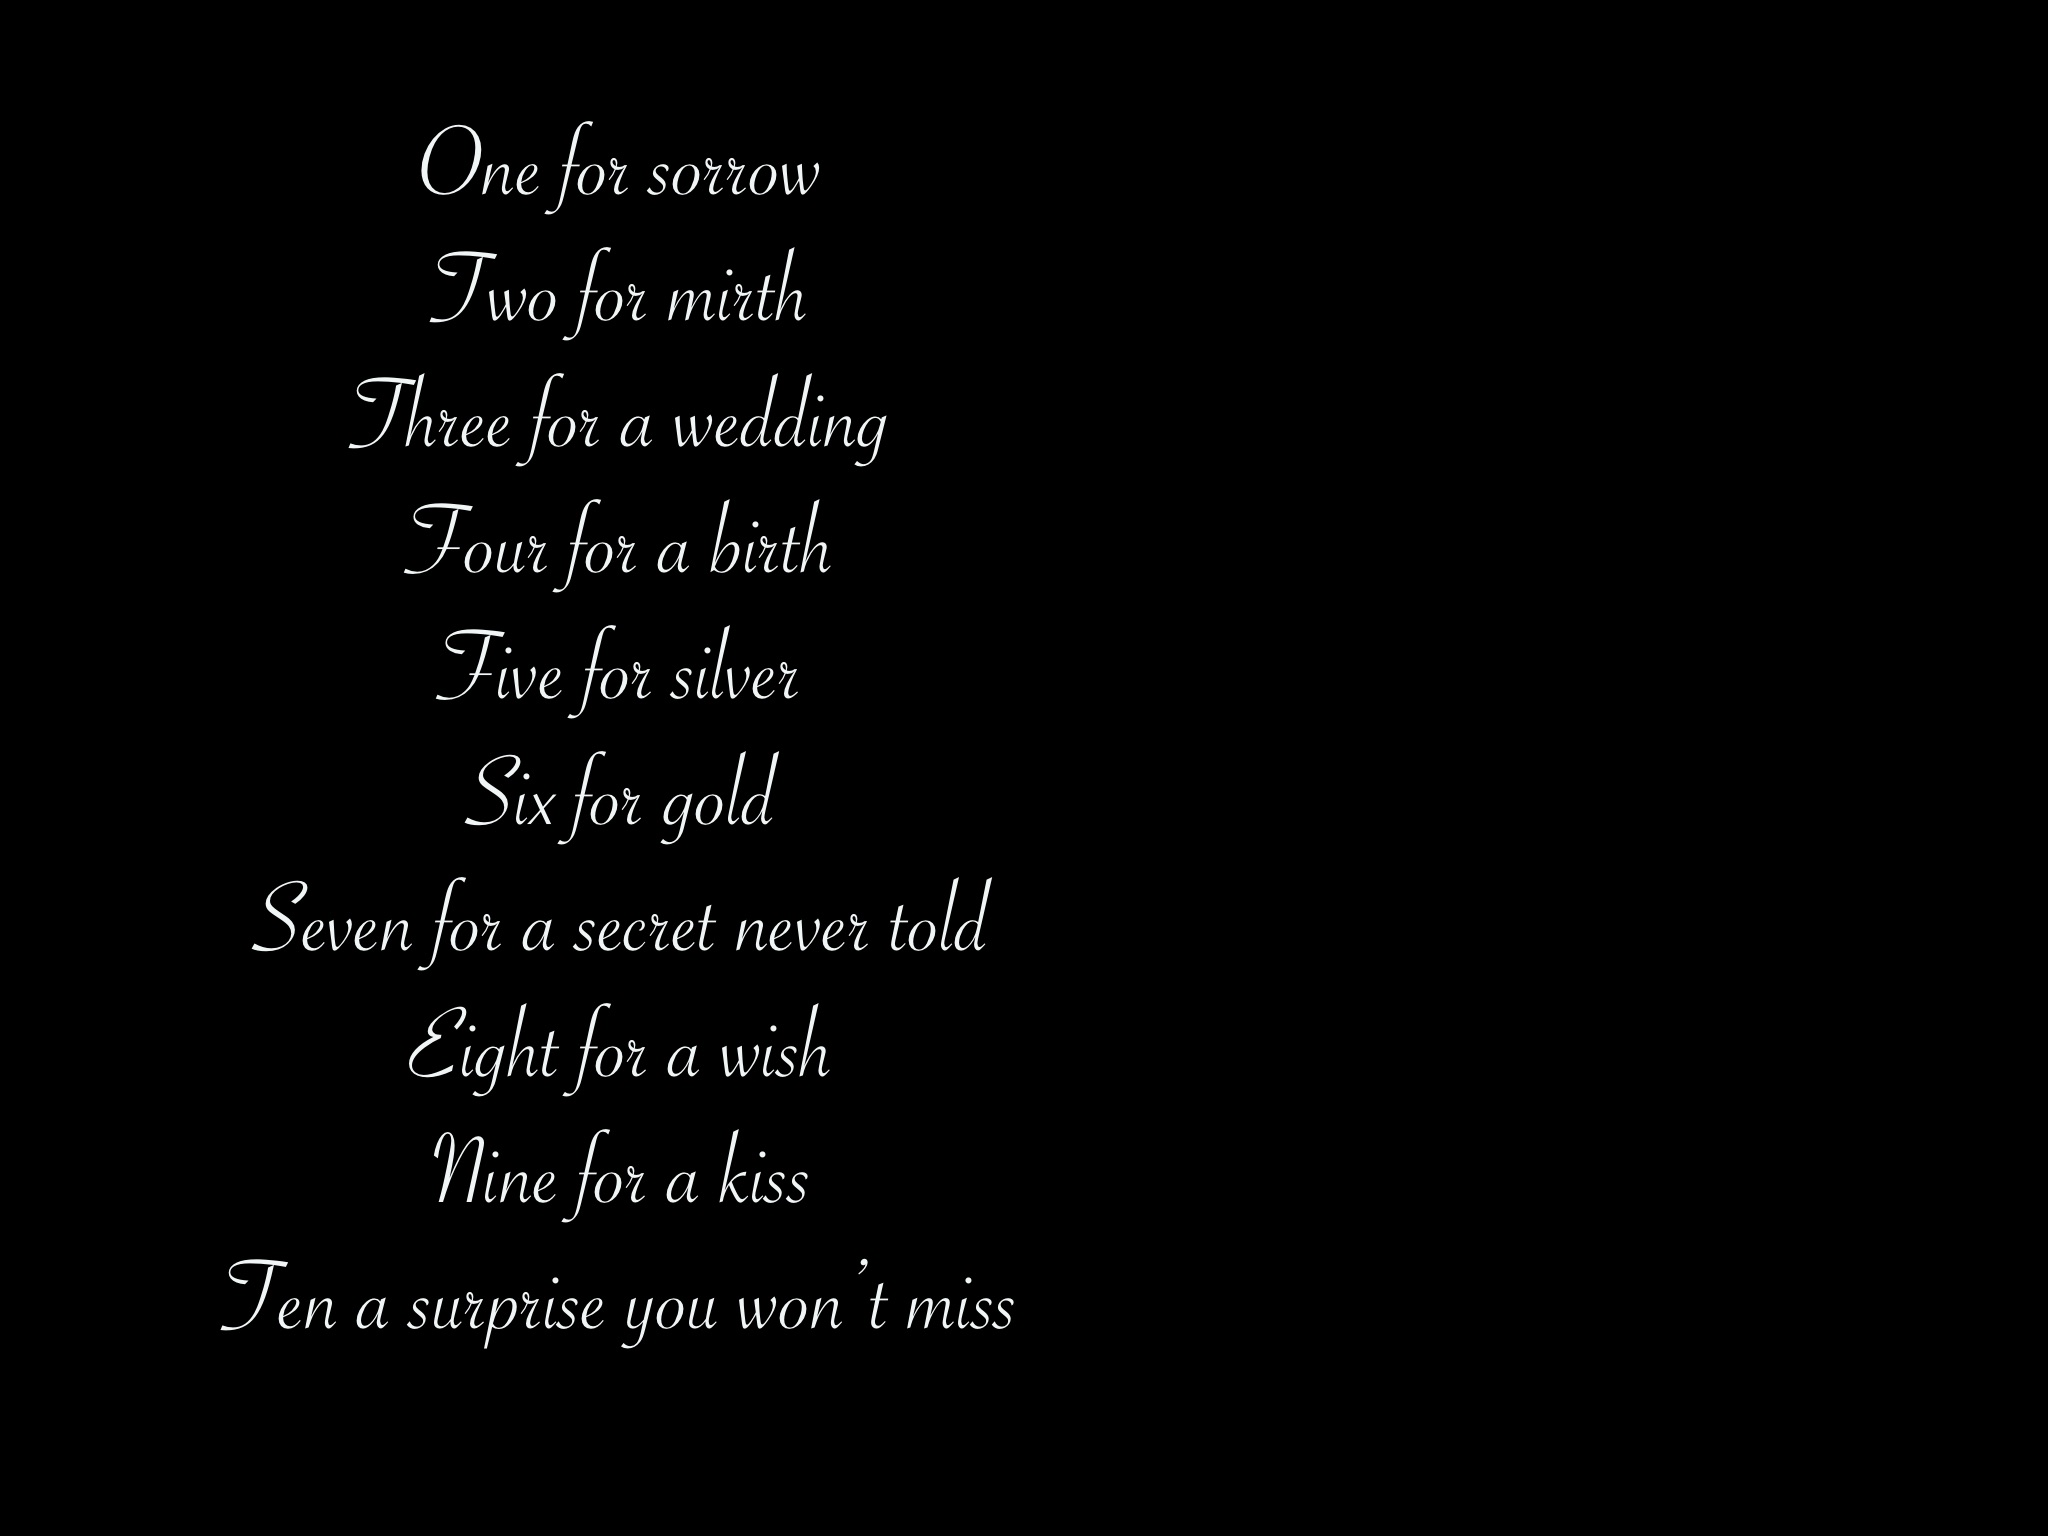 One for sorrow
Two for mirth
Three for a wedding
Four for a birth
Five for silver
Six for gold
Seven for a secret never told
Eight for a wish
Nine for a kiss
Ten a surprise you won’t miss